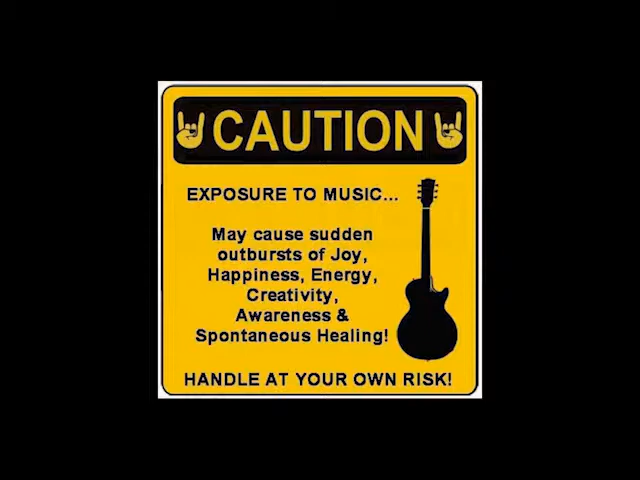 CAUTION
EXPOSURE TO MUSIC...
May cause sudden
outbursts of Joy,
Happiness, Energy,
Creativity,
Awareness &
Spontaneous Healing!
HANDLE AT YOUR OWN RISK!